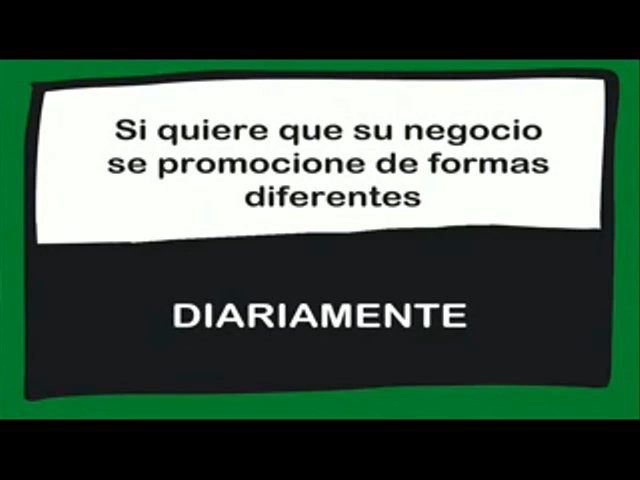 Si quiere que su negocio
se promocione de formas
diferentes
DIARIAMENTE